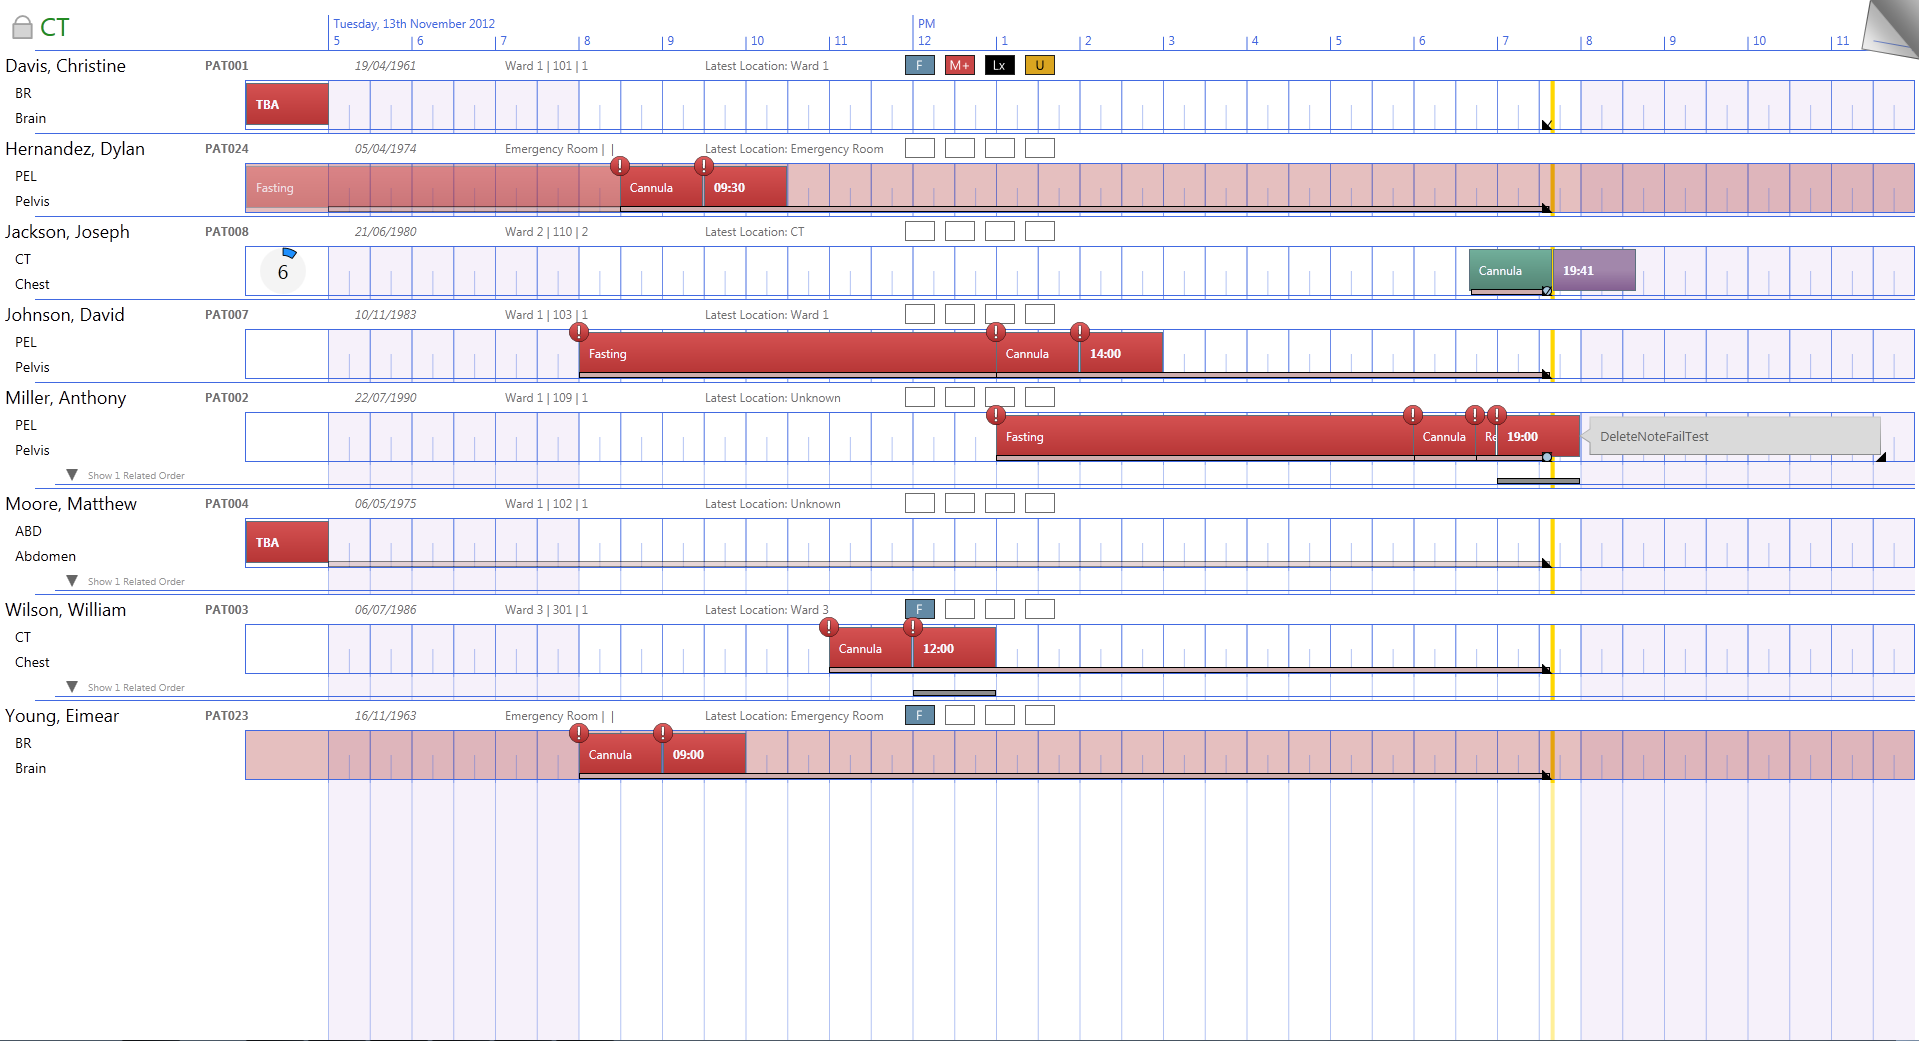 CT
Tuesday, 13th November 2012 PM
5 6 7 8 9 10 11 12 1 2 3 4 5 6 7 8 9 10 11
Davis, Christine PAT001 19/04/1961 Ward 1 | 101 | 1 Latest Location: Ward 1 F M+ Lx U
BR
TBA
Brain
Hernandez, Dylan PAT024 05/04/1974 Emergency Room | | Latest Location: Emergency Room
PEL
Fasting ! Cannula ! 09:30
Pelvis
Jackson, Joseph PAT008 21/06/1980 Ward 2 | 110 | 2 Latest Location: CT
CT
6 Cannula 19:41
Chest
Johnson, David PAT007 10/11/1983 Ward 1 | 103 | 1 Latest Location: Ward 1
PEL
! Fasting ! Cannula ! 14:00
Pelvis
Miller, Anthony PAT002 22/07/1990 Ward 1 | 109 | 1 Latest Location: Unknown
PEL
! Fasting ! Cannula ! Re ! 19:00 DeleteNoteFailTest
Pelvis
Show 1 Related Order
Moore, Matthew PAT004 06/05/1975 Ward 1 | 102 | 1 Latest Location: Unknown
ABD
TBA
Abdomen
Show 1 Related Order
Wilson, William PAT003 06/07/1986 Ward 3 | 301 | 1 Latest Location: Ward 3 F
CT
! Cannula ! 12:00
Chest
Show 1 Related Order
Young, Eimear PAT023 16/11/1963 Emergency Room | | Latest Location: Emergency Room F
BR
! Cannula ! 09:00
Brain